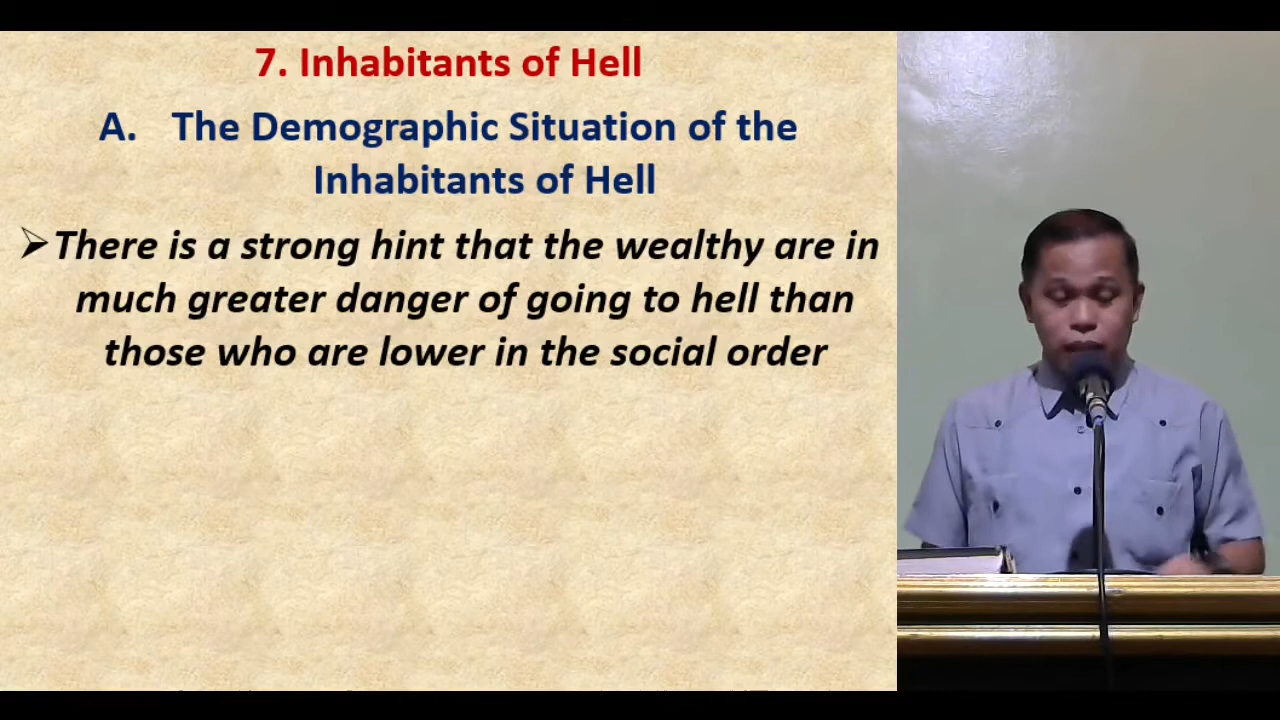 7. Inhabitants of Hell
A. The Demographic Situation of the
Inhabitants of Hell
➢There is a strong hint that the wealthy are in
much greater danger of going to hell than
those who are lower in the social order